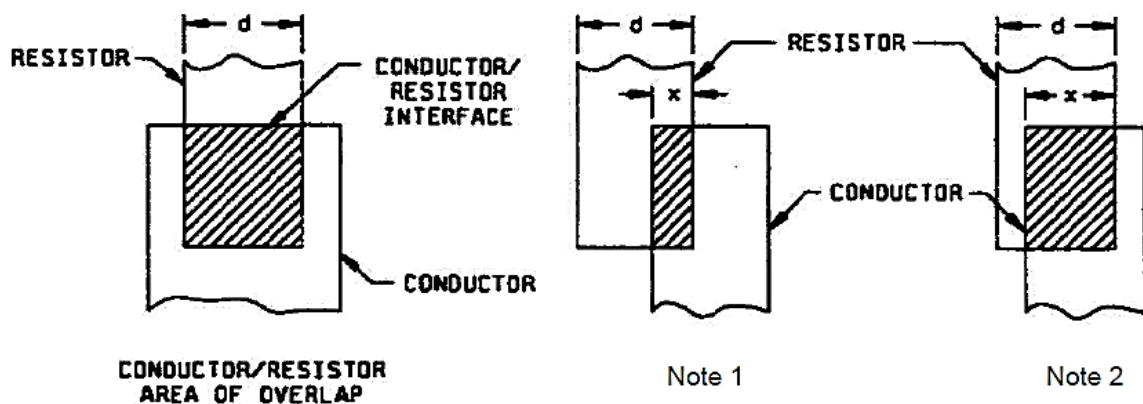 d
RESISTOR
CONDUCTOR/
RESISTOR
INTERFACE
CONDUCTOR
CONDUCTOR/RESISTOR
AREA OF OVERLAP
d
RESISTOR
x
CONDUCTOR
Note 1
d
x
Note 2